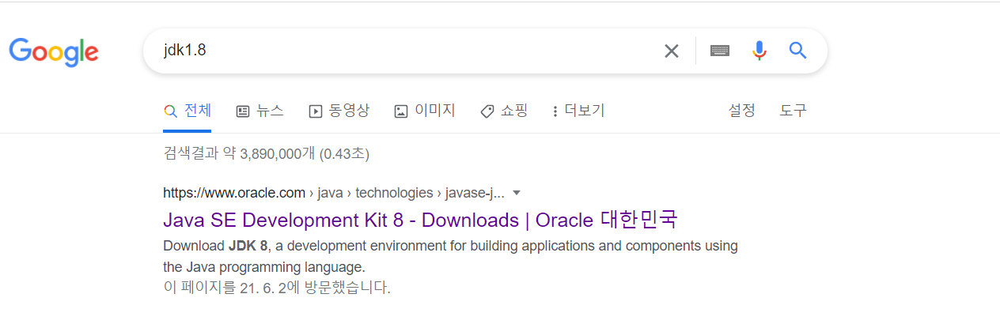 Google
jdk1.8
전체 뉴스 동영상 이미지 쇼핑 더보기 설정 도구
검색결과 약 3,890,000개 (0.43초)
https://www.oracle.com › java › technologies › javase-j...
Java SE Development Kit 8 - Downloads | Oracle 대한민국
Download JDK 8, a development environment for building applications and components using
the Java programming language.
이 페이지를 21. 6. 2에 방문했습니다.